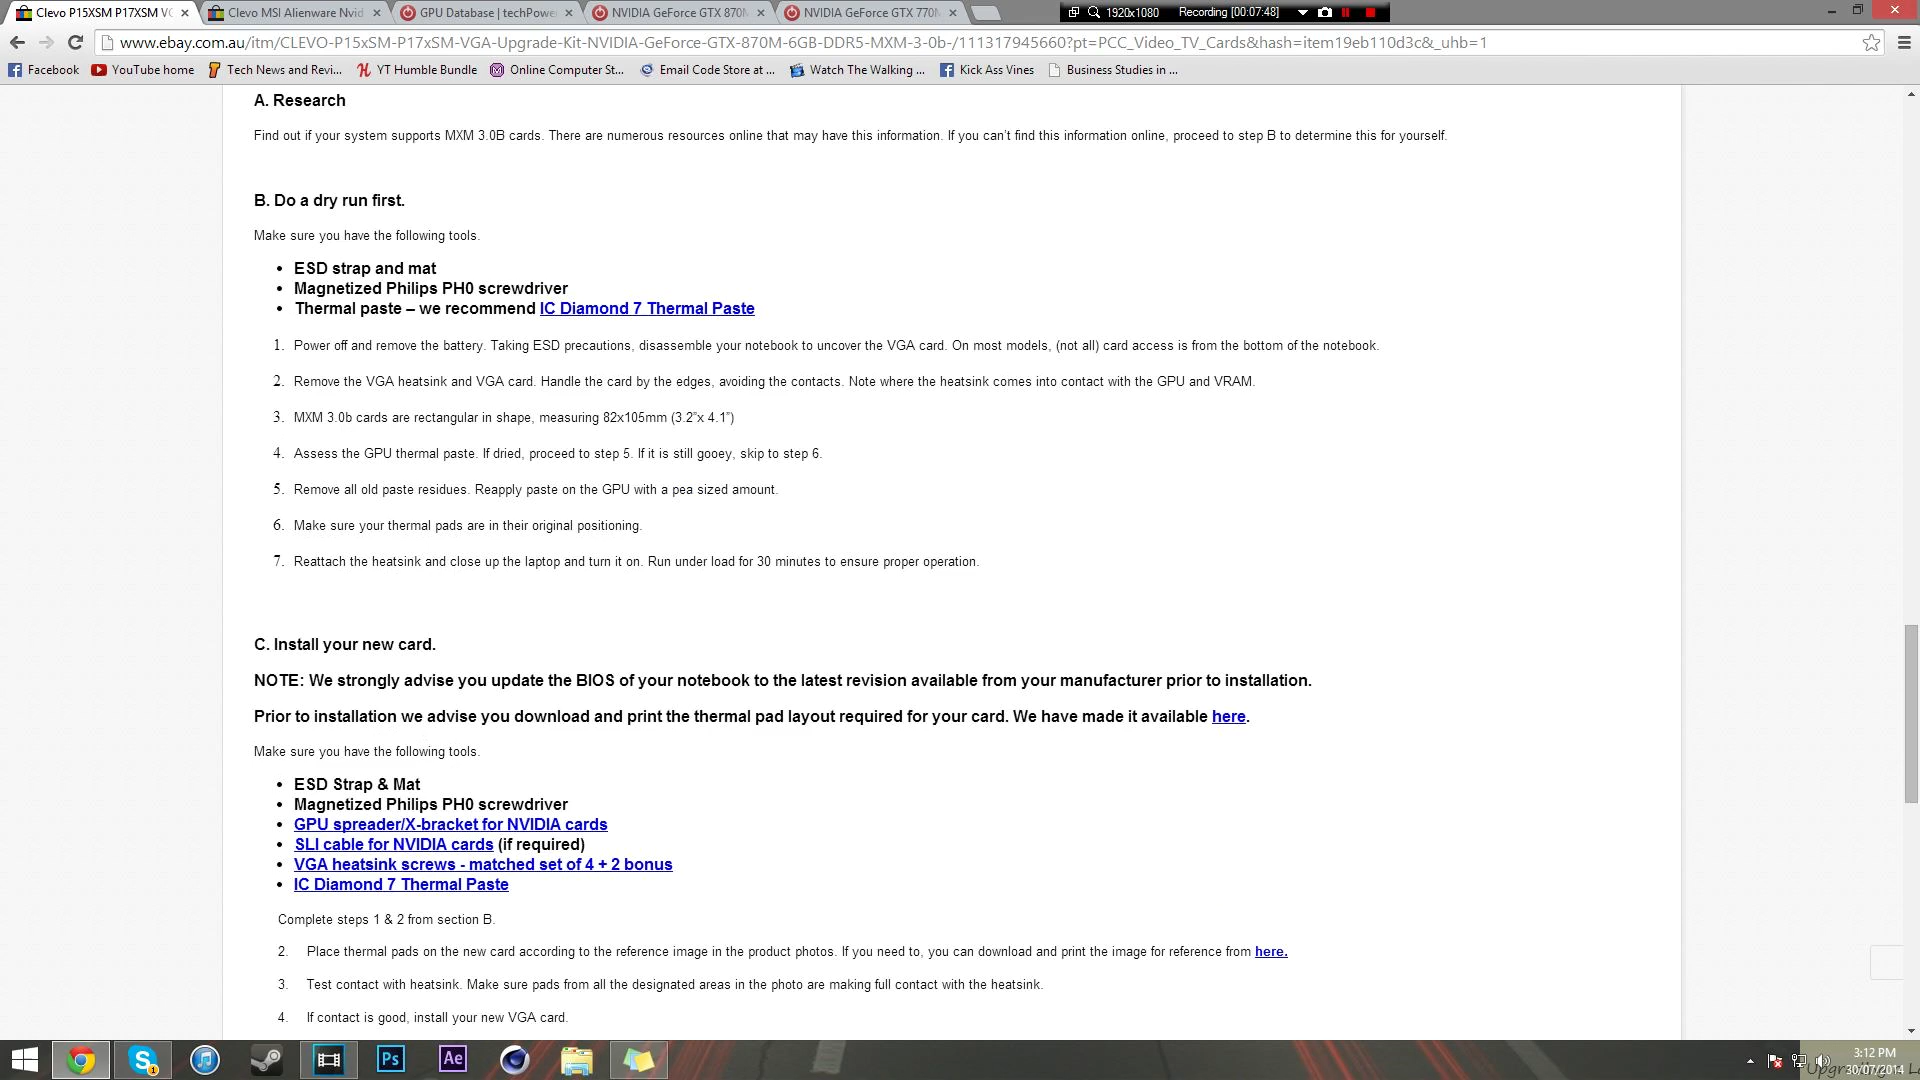 Clevo P15XSM P17XSM VG
Clevo MSI Alienware Nvid
GPU Database | techPowe
NVIDIA GeForce GTX 870M
NVIDIA GeForce GTX 770M
1920x1080
Recording [00:07:48]
www.ebay.com.au/itm/CLEVO-P15xSM-P17xSM-VGA-Upgrade-Kit-NVIDIA-GeForce-GTX-870M-6GB-DDR5-MXM-3-0b-/111317945660?pt=PCC_Video_TV_Cards&hash=item19eb110d3c&_uhb=1
Facebook
YouTube home
Tech News and Revi...
YT Humble Bundle
Online Computer St...
Email Code Store at ...
Watch The Walking ...
Kick Ass Vines
Business Studies in ...
A. Research
Find out if your system supports MXM 3.0B cards. There are numerous resources online that may have this information. If you can't find this information online, proceed to step B to determine this for yourself.
B. Do a dry run first.
Make sure you have the following tools.
• ESD strap and mat
• Magnetized Philips PH0 screwdriver
• Thermal paste – we recommend IC Diamond 7 Thermal Paste
1. Power off and remove the battery. Taking ESD precautions, disassemble your notebook to uncover the VGA card. On most models, (not all) card access is from the bottom of the notebook.
2. Remove the VGA heatsink and VGA card. Handle the card by the edges, avoiding the contacts. Note where the heatsink comes into contact with the GPU and VRAM.
3. MXM 3.0b cards are rectangular in shape, measuring 82x105mm (3.2"x 4.1")
4. Assess the GPU thermal paste. If dried, proceed to step 5. If it is still gooey, skip to step 6.
5. Remove all old paste residues. Reapply paste on the GPU with a pea sized amount.
6. Make sure your thermal pads are in their original positioning.
7. Reattach the heatsink and close up the laptop and turn it on. Run under load for 30 minutes to ensure proper operation.
C. Install your new card.
NOTE: We strongly advise you update the BIOS of your notebook to the latest revision available from your manufacturer prior to installation.
Prior to installation we advise you download and print the thermal pad layout required for your card. We have made it available here.
Make sure you have the following tools.
• ESD Strap & Mat
• Magnetized Philips PH0 screwdriver
• GPU spreader/X-bracket for NVIDIA cards
• SLI cable for NVIDIA cards (if required)
• VGA heatsink screws - matched set of 4 + 2 bonus
• IC Diamond 7 Thermal Paste
Complete steps 1 & 2 from section B.
2. Place thermal pads on the new card according to the reference image in the product photos. If you need to, you can download and print the image for reference from here.
3. Test contact with heatsink. Make sure pads from all the designated areas in the photo are making full contact with the heatsink.
4. If contact is good, install your new VGA card.
Ps
Ae
3:12 PM
30/07/2014